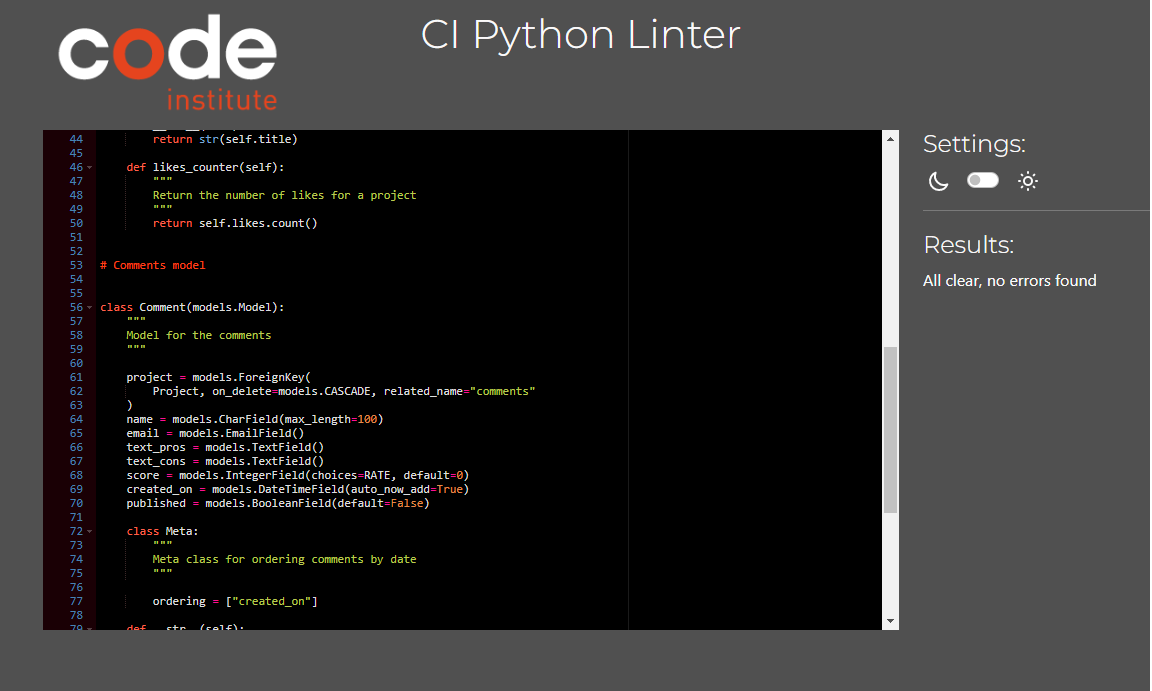 code
institute
CI Python Linter
44 return str(self.title)
45
46 def likes_counter(self):
47 """
48 Return the number of likes for a project
49 """
50 return self.likes.count()
51
52
53 # Comments model
54
55
56 class Comment(models.Model):
57 """
58 Model for the comments
59 """
60
61 project = models.ForeignKey(
62 Project, on_delete=models.CASCADE, related_name="comments"
63 )
64 name = models.CharField(max_length=100)
65 email = models.EmailField()
66 text_pros = models.TextField()
67 text_cons = models.TextField()
68 score = models.IntegerField(choices=RATE, default=0)
69 created_on = models.DateTimeField(auto_now_add=True)
70 published = models.BooleanField(default=False)
71
72 class Meta:
73 """
74 Meta class for ordering comments by date
75 """
76
77 ordering = ["created_on"]
78
79 def __str__(self):
Settings:
Results:
All clear, no errors found